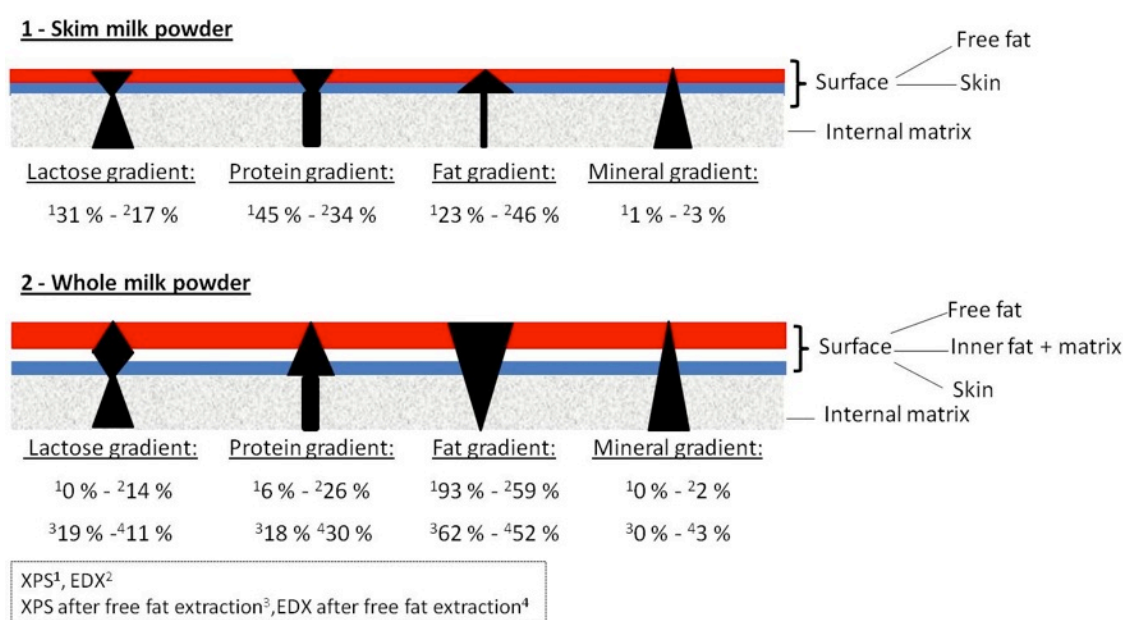 1 - Skim milk powder
Free fat
Surface
Skin
Internal matrix
Lactose gradient: Protein gradient: Fat gradient: Mineral gradient:
¹31 % - ²17 % ¹45 % - ²34 % ¹23 % - ²46 % ¹1 % - ²3 %
2 - Whole milk powder
Free fat
Surface
Inner fat + matrix
Skin
Internal matrix
Lactose gradient: Protein gradient: Fat gradient: Mineral gradient:
¹0 % - ²14 % ¹6 % - ²26 % ¹93 % - ²59 % ¹0 % - ²2 %
³19 % -⁴11 % ³18 % ⁴30 % ³62 % - ⁴52 % ³0 % - ⁴3 %
XPS¹, EDX²
XPS after free fat extraction³,EDX after free fat extraction⁴